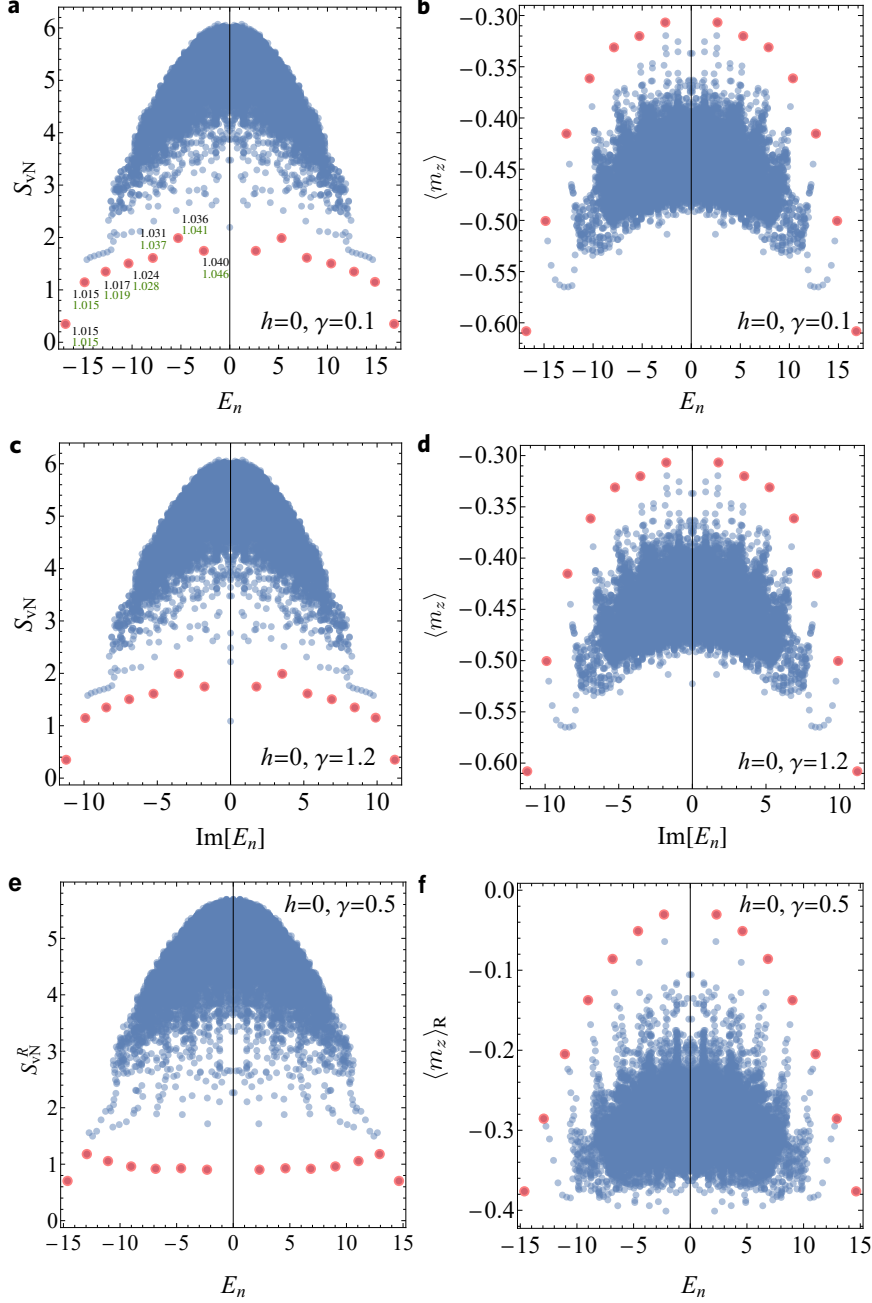 a
6
5
4
3
2
1
0
S_vN
1.036
1.041
1.031
1.037
1.040
1.046
1.024
1.028
1.017
1.019
1.015
1.015
1.015
1.015
h=0, γ=0.1
−15 −10 −5 0 5 10 15
E_n
b
−0.30
−0.35
−0.40
−0.45
−0.50
−0.55
−0.60
⟨m_z⟩
h=0, γ=0.1
−15 −10 −5 0 5 10 15
E_n
c
6
5
4
3
2
1
0
S_vN
h=0, γ=1.2
−10 −5 0 5 10
Im[E_n]
d
−0.30
−0.35
−0.40
−0.45
−0.50
−0.55
−0.60
⟨m_z⟩
h=0, γ=1.2
−10 −5 0 5 10
Im[E_n]
e
h=0, γ=0.5
5
4
3
2
1
0
S_vN^R
−15 −10 −5 0 5 10 15
E_n
f
h=0, γ=0.5
0.0
−0.1
−0.2
−0.3
−0.4
⟨m_z⟩_R
−15 −10 −5 0 5 10 15
E_n